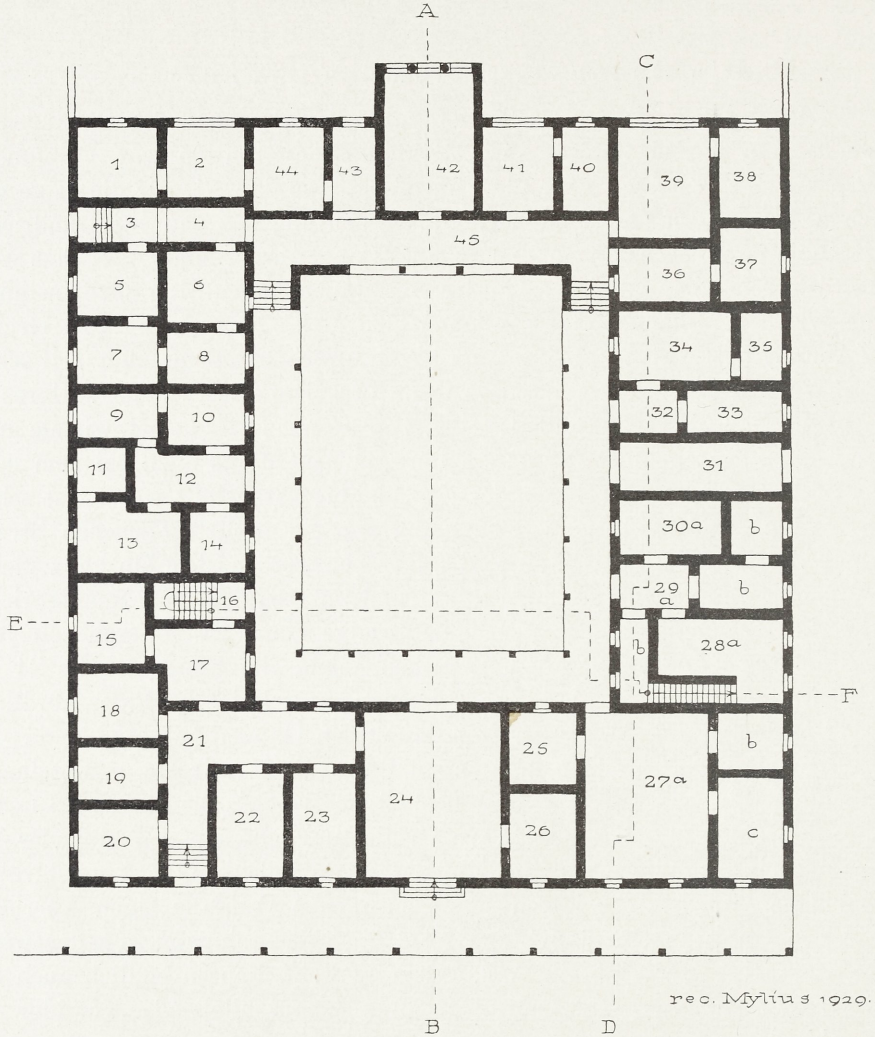 A
C
1 2 44 43 42 41 40 39 38
3 4 45
5 6 36 37
7 8 34 35
9 10 32 33
11 12 31
13 14 30a b
16 29 a b
E 15 b 28a
17 F
18 21 25 b
19 24 27a
20 22 23 26 c
rec. Mylius 1929.
B D